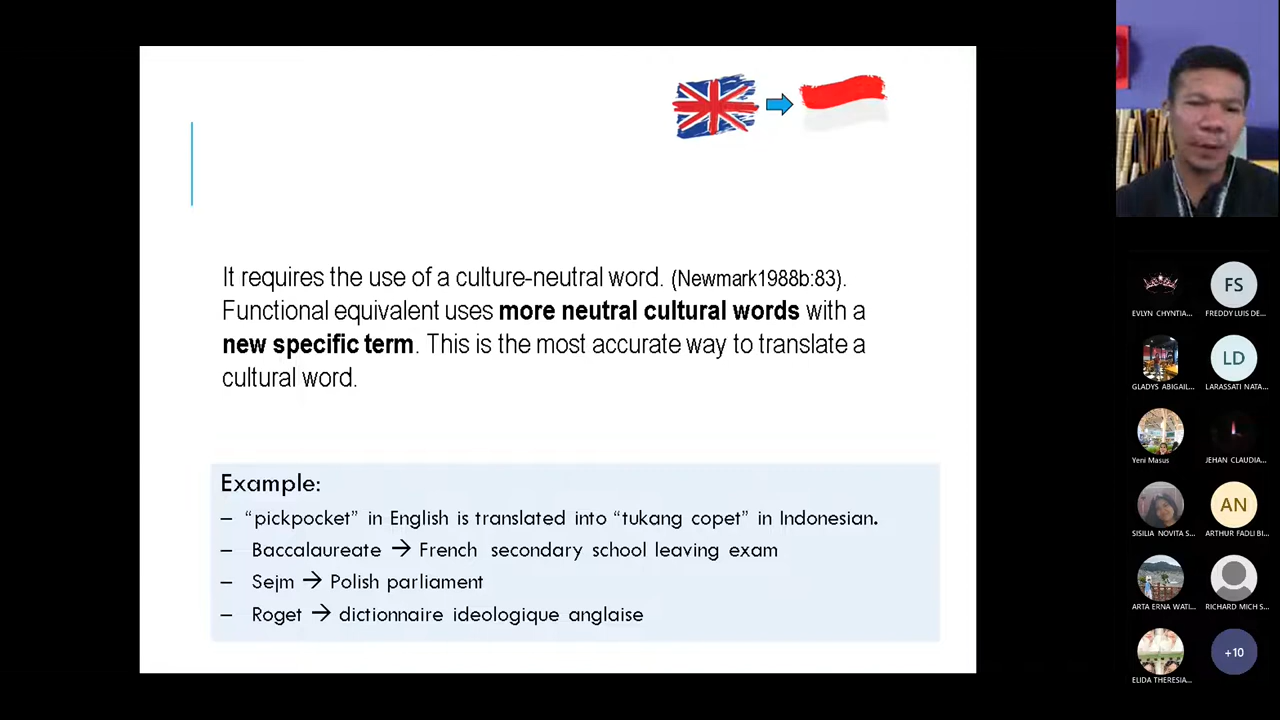 It requires the use of a culture-neutral word. (Newmark1988b:83).
Functional equivalent uses more neutral cultural words with a
new specific term. This is the most accurate way to translate a
cultural word.
Example:
– “pickpocket” in English is translated into “tukang copet” in Indonesian.
– Baccalaureate → French secondary school leaving exam
– Sejm → Polish parliament
– Roget → dictionnaire ideologique anglaise
FS
EVLYN CHYNTIA...
FREDDY LUIS DE...
LD
GLADYS ABIGAIL...
LARASSATI NATA...
Yeni Masus
JEHAN CLAUDIA...
AN
SISILIA NOVITA S...
ARTHUR FADLI BI...
ARTA ERNA WATI...
RICHARD MICH S...
+10
ELIDA THERESIA...